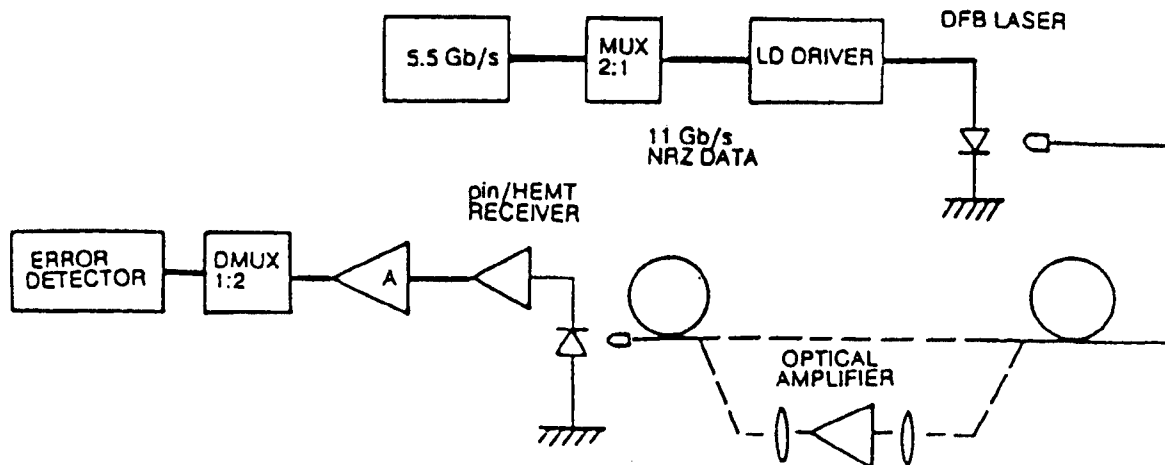 DFB LASER
5.5 Gb/s
MUX
2:1
LD DRIVER
11 Gb/s
NRZ DATA
pin/HEMT
RECEIVER
ERROR
DETECTOR
DMUX
1:2
A
OPTICAL
AMPLIFIER